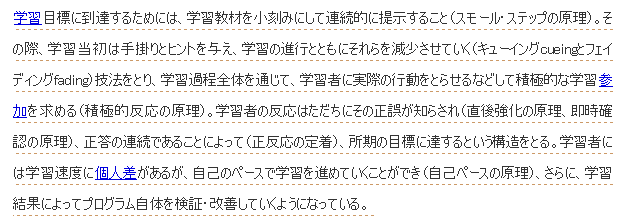 学習目標に到達するためには、学習教材を小刻みにして連続的に提示すること（スモール・ステップの原理）。そ
の際、学習当初は手掛りとヒントを与え、学習の進行とともにそれらを減少させていく（キューイングcueingとフェイ
ディングfading）技法をとり、学習過程全体を通じて、学習者に実際の行動をとらせるなどして積極的な学習参
加を求める（積極的反応の原理）。学習者の反応はただちにその正誤が知らされ（直後強化の原理、即時確
認の原理）、正答の連続であることによって（正反応の定着）、所期の目標に達するという構造をとる。学習者に
は学習速度に個人差があるが、自己のペースで学習を進めていくことができ（自己ペースの原理）、さらに、学習
結果によってプログラム自体を検証・改善していくようになっている。